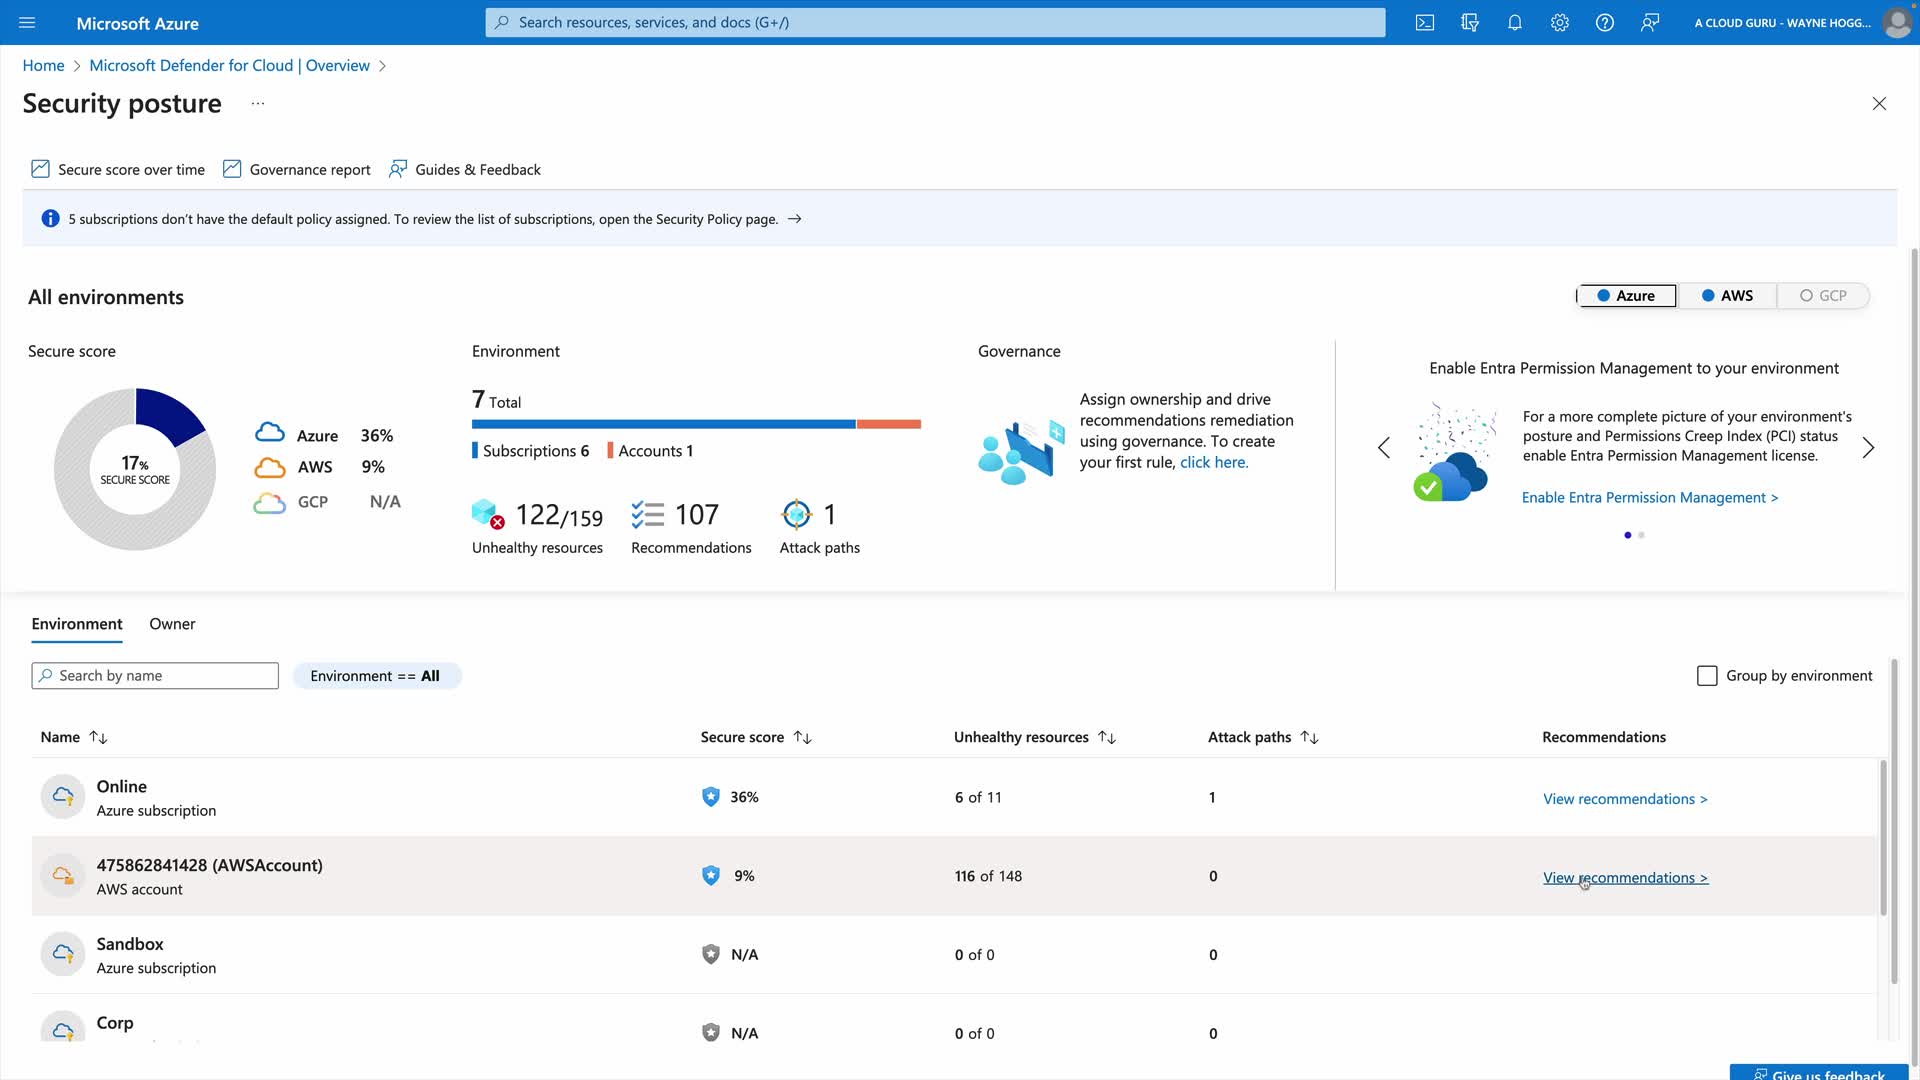 Microsoft Azure
Search resources, services, and docs (G+/)
A CLOUD GURU - WAYNE HOGG...
Home > Microsoft Defender for Cloud | Overview >
Security posture ...
Secure score over time
Governance report
Guides & Feedback
5 subscriptions don't have the default policy assigned. To review the list of subscriptions, open the Security Policy page. →
All environments
Azure
AWS
GCP
Secure score
17%
SECURE SCORE
Azure 36%
AWS 9%
GCP N/A
Environment
7 Total
Subscriptions 6
Accounts 1
122/159
Unhealthy resources
107
Recommendations
1
Attack paths
Governance
Assign ownership and drive
recommendations remediation
using governance. To create
your first rule, click here.
Enable Entra Permission Management to your environment
For a more complete picture of your environment's
posture and Permissions Creep Index (PCI) status
enable Entra Permission Management license.
Enable Entra Permission Management >
Environment
Owner
Search by name
Environment == All
Group by environment
Name ↑↓ Secure score ↑↓ Unhealthy resources ↑↓ Attack paths ↑↓ Recommendations
Online
Azure subscription
36%
6 of 11
1
View recommendations >
475862841428 (AWSAccount)
AWS account
9%
116 of 148
0
View recommendations >
Sandbox
Azure subscription
N/A
0 of 0
0
Corp
N/A
0 of 0
0
Give us feedback